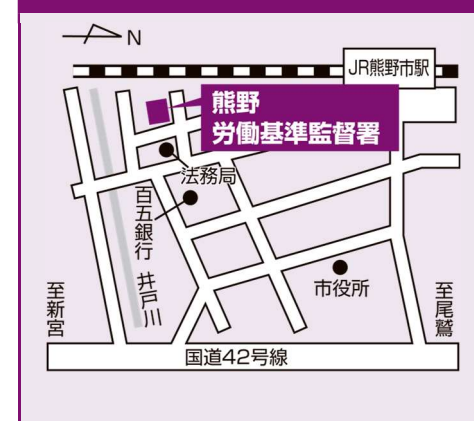 N
JR熊野市駅
熊野
労働基準監督署
法務局
百五銀行
井戸川
市役所
至新宮
至尾鷲
国道42号線